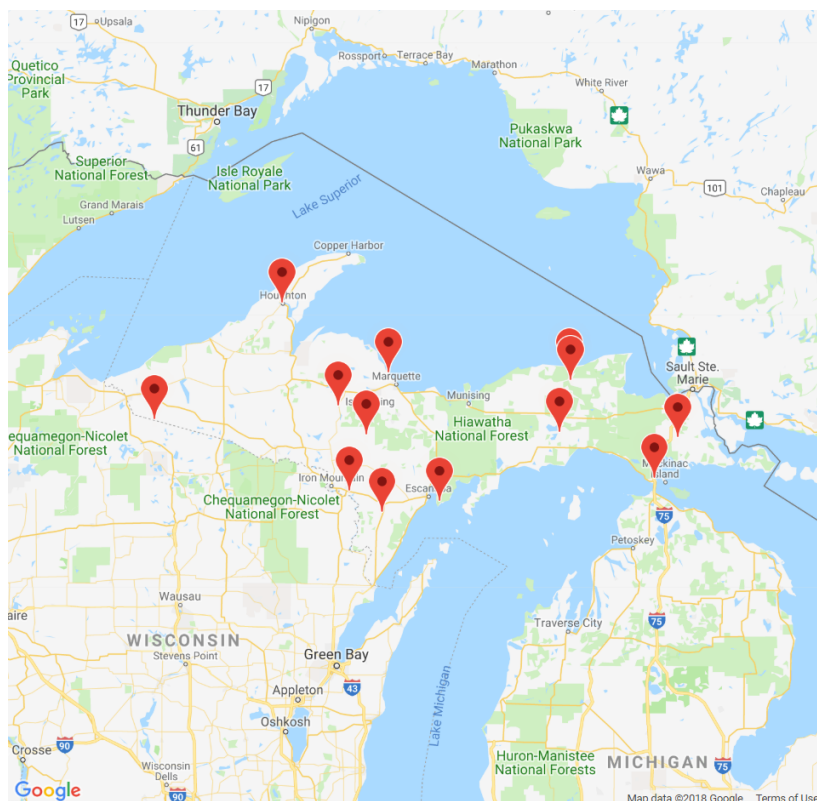 17
Upsala
Nipigon
Rossport
Terrace Bay
Marathon
Quetico
Provincial
Park
17
White River
Thunder Bay
61
Pukaskwa
National Park
Superior
National Forest
Isle Royale
National Park
Wawa
101
Chapleau
Grand Marais
Lutsen
Lake Superior
Copper Harbor
Houghton
Marquette
Munising
Sault Ste.
Marie
Hiawatha
National Forest
equamegon-Nicolet
National Forest
Iron Mountain
Escanaba
Chequamegon-Nicolet
National Forest
75
Petoskey
Wausau
aire
WISCONSIN
Stevens Point
Traverse City
75
Green Bay
43
Appleton
Oshkosh
Lake Michigan
Crosse
90
Wisconsin
Dells
Huron-Manistee
National Forests
MICHIGAN
75
90
Google
Map data ©2018 Google
Terms of Use